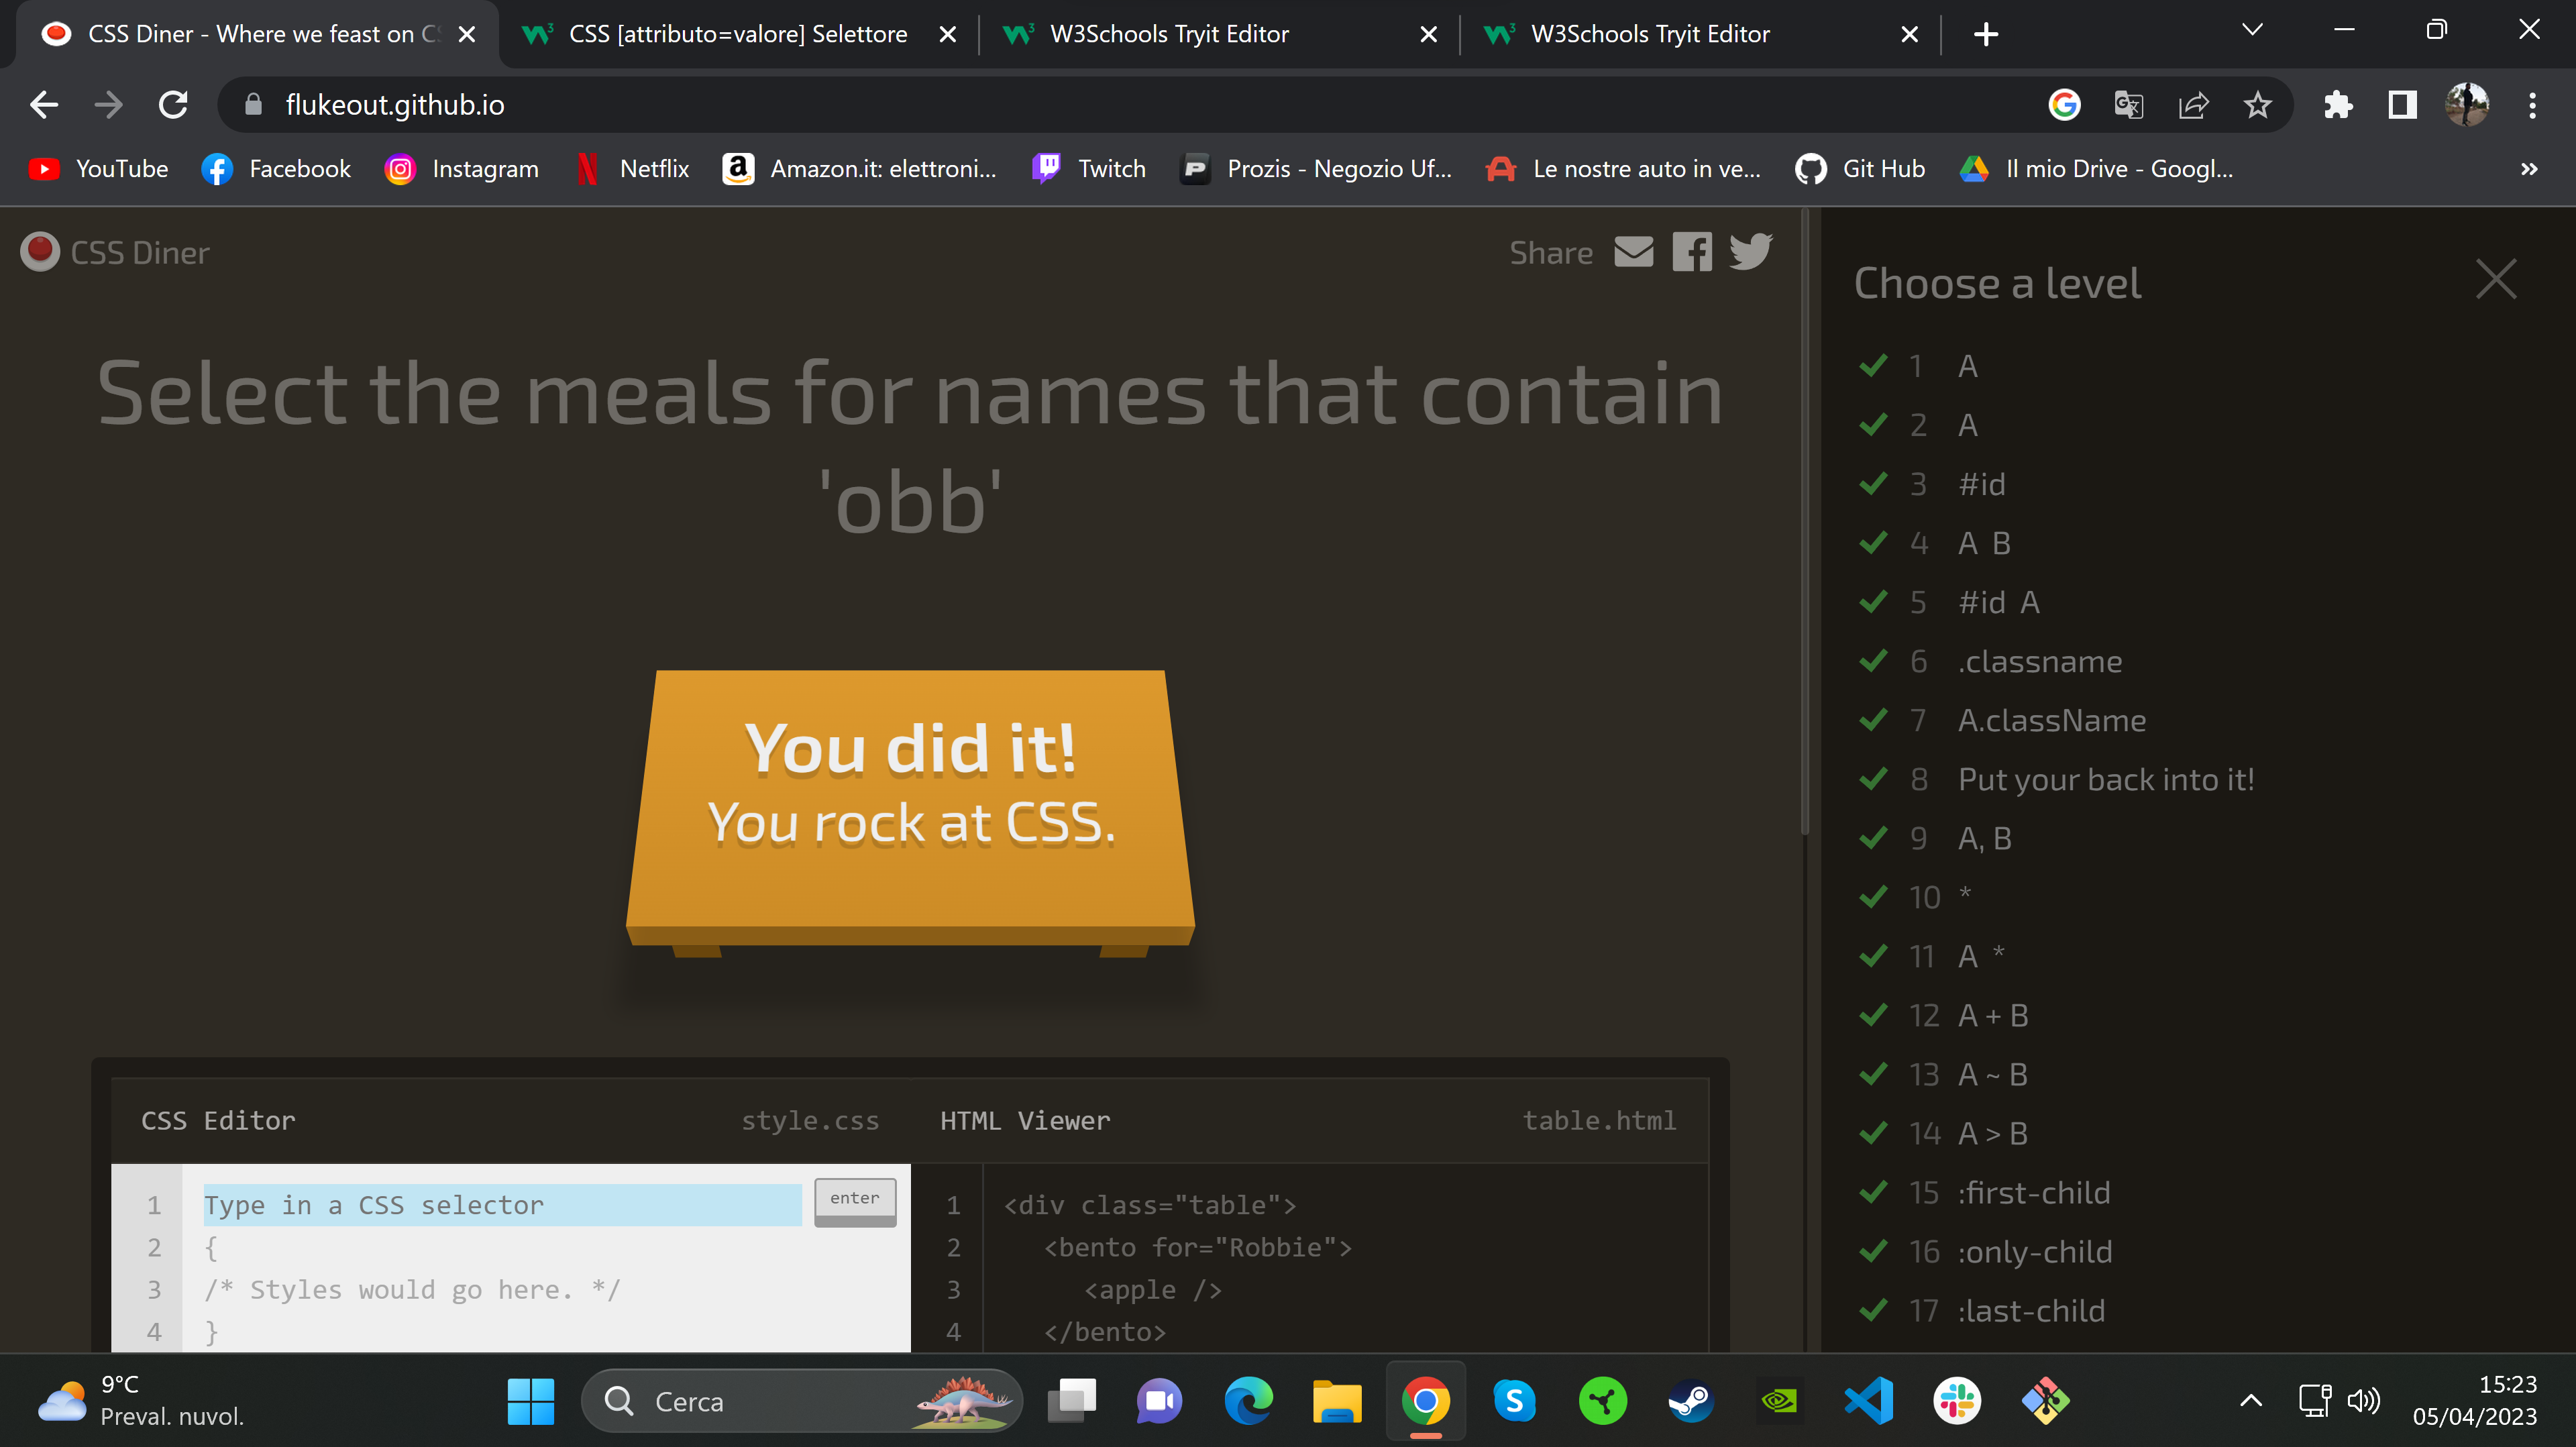 CSS Diner - Where we feast on CS
CSS [attributo=valore] Selettore
W3Schools Tryit Editor
W3Schools Tryit Editor
flukeout.github.io
YouTube
Facebook
Instagram
Netflix
Amazon.it: elettroni...
Twitch
Prozis - Negozio Uf...
Le nostre auto in ve...
Git Hub
Il mio Drive - Googl...
CSS Diner
Share
Select the meals for names that contain
'obb'
You did it!
You rock at CSS.
CSS Editor
style.css
1 Type in a CSS selector
enter
2 {
3 /* Styles would go here. */
4 }
HTML Viewer
table.html
1 <div class="table">
2 <bento for="Robbie">
3 <apple />
4 </bento>
Choose a level
1 A
2 A
3 #id
4 A B
5 #id A
6 .classname
7 A.className
8 Put your back into it!
9 A, B
10 *
11 A *
12 A + B
13 A ~ B
14 A > B
15 :first-child
16 :only-child
17 :last-child
9°C
Preval. nuvol.
Cerca
15:23
05/04/2023